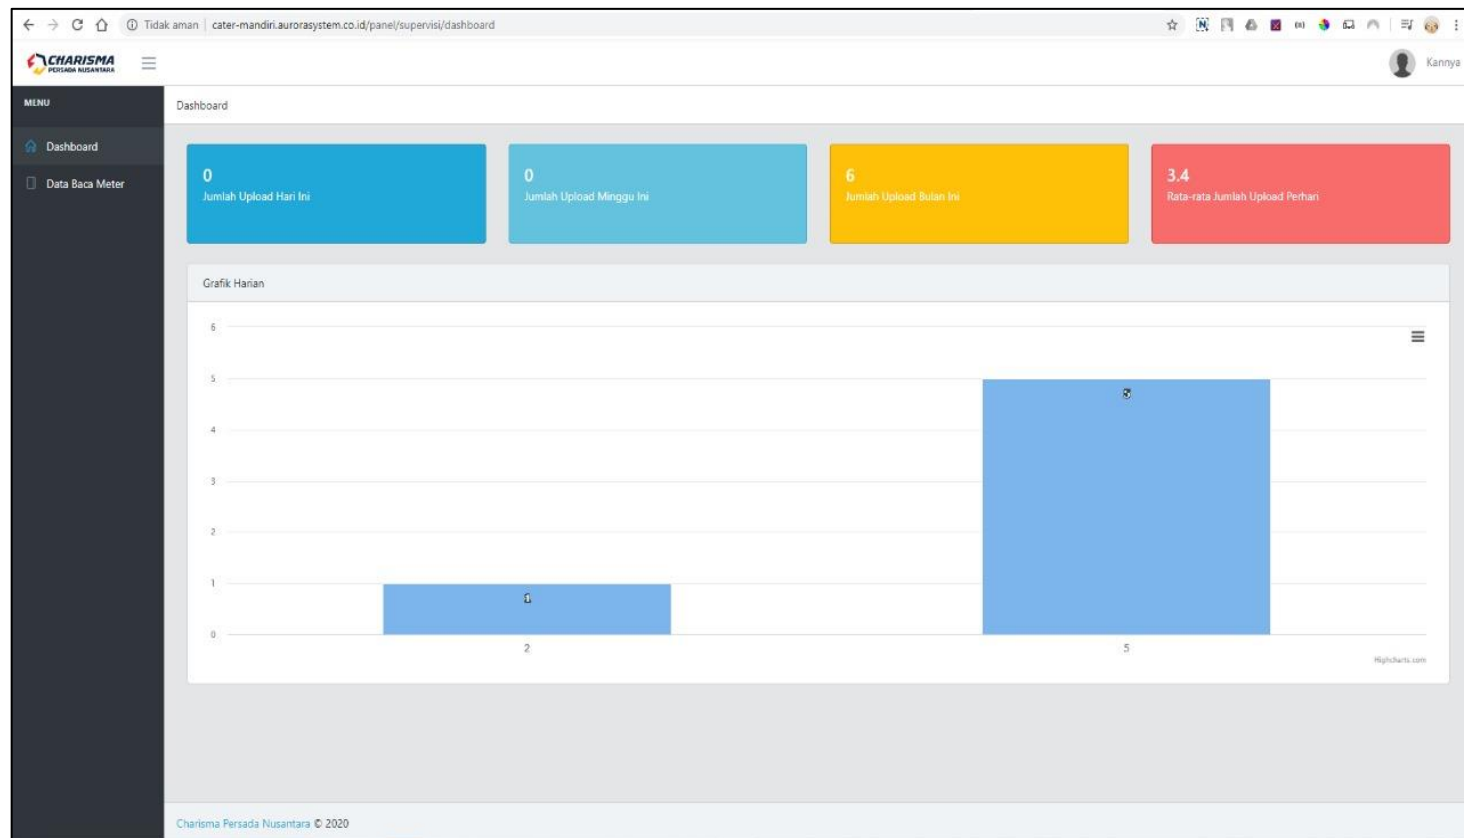 Tidak aman | cater-mandiri.aurorasystem.co.id/panel/supervisi/dashboard
CHARISMA
PERSADA NUSANTARA
Kannya
MENU
Dashboard
Data Baca Meter
Dashboard
0
Jumlah Upload Hari Ini
0
Jumlah Upload Minggu Ini
6
Jumlah Upload Bulan Ini
3.4
Rata-rata Jumlah Upload Perhari
Grafik Harian
6
5
4
3
2
1
0
1
5
2
5
Highcharts.com
Charisma Persada Nusantara © 2020